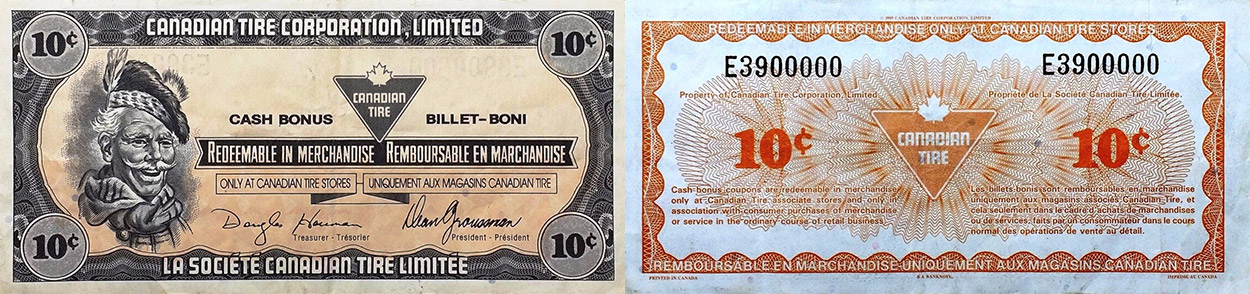 CANADIAN TIRE CORPORATION, LIMITED
10¢ 10¢
CANADIAN
TIRE
CASH BONUS BILLET-BONI
REDEEMABLE IN MERCHANDISE REMBOURSABLE EN MARCHANDISE
ONLY AT CANADIAN TIRE STORES UNIQUEMENT AUX MAGASINS CANADIAN TIRE
Treasurer - Trésorier President - Président
10¢ 10¢
LA SOCIÉTÉ CANADIAN TIRE LIMITÉE
CANADIAN TIRE CORPORATION, LIMITED
REDEEMABLE IN MERCHANDISE ONLY AT CANADIAN TIRE STORES
E3900000 E3900000
Property of Canadian Tire Corporation, Limited. Propriété de La Société Canadian Tire Limitée.
10¢ 10¢
CANADIAN
TIRE
Cash bonus coupons are redeemable in merchandise
only at Canadian Tire associate stores and only in
association with consumer purchases of merchandise
or service in the ordinary course of retail business.
Les billets bonis sont remboursables en marchandise
uniquement aux magasins associés Canadian Tire, et
cela seulement dans le cadre d'achats de marchandises
ou de services, faits par un consommateur dans le cours
normal des opérations de vente au détail.
REMBOURSABLE EN MARCHANDISE UNIQUEMENT AUX MAGASINS CANADIAN TIRE
PRINTED IN CANADA B A BANKNOTE IMPRIMÉ AU CANADA